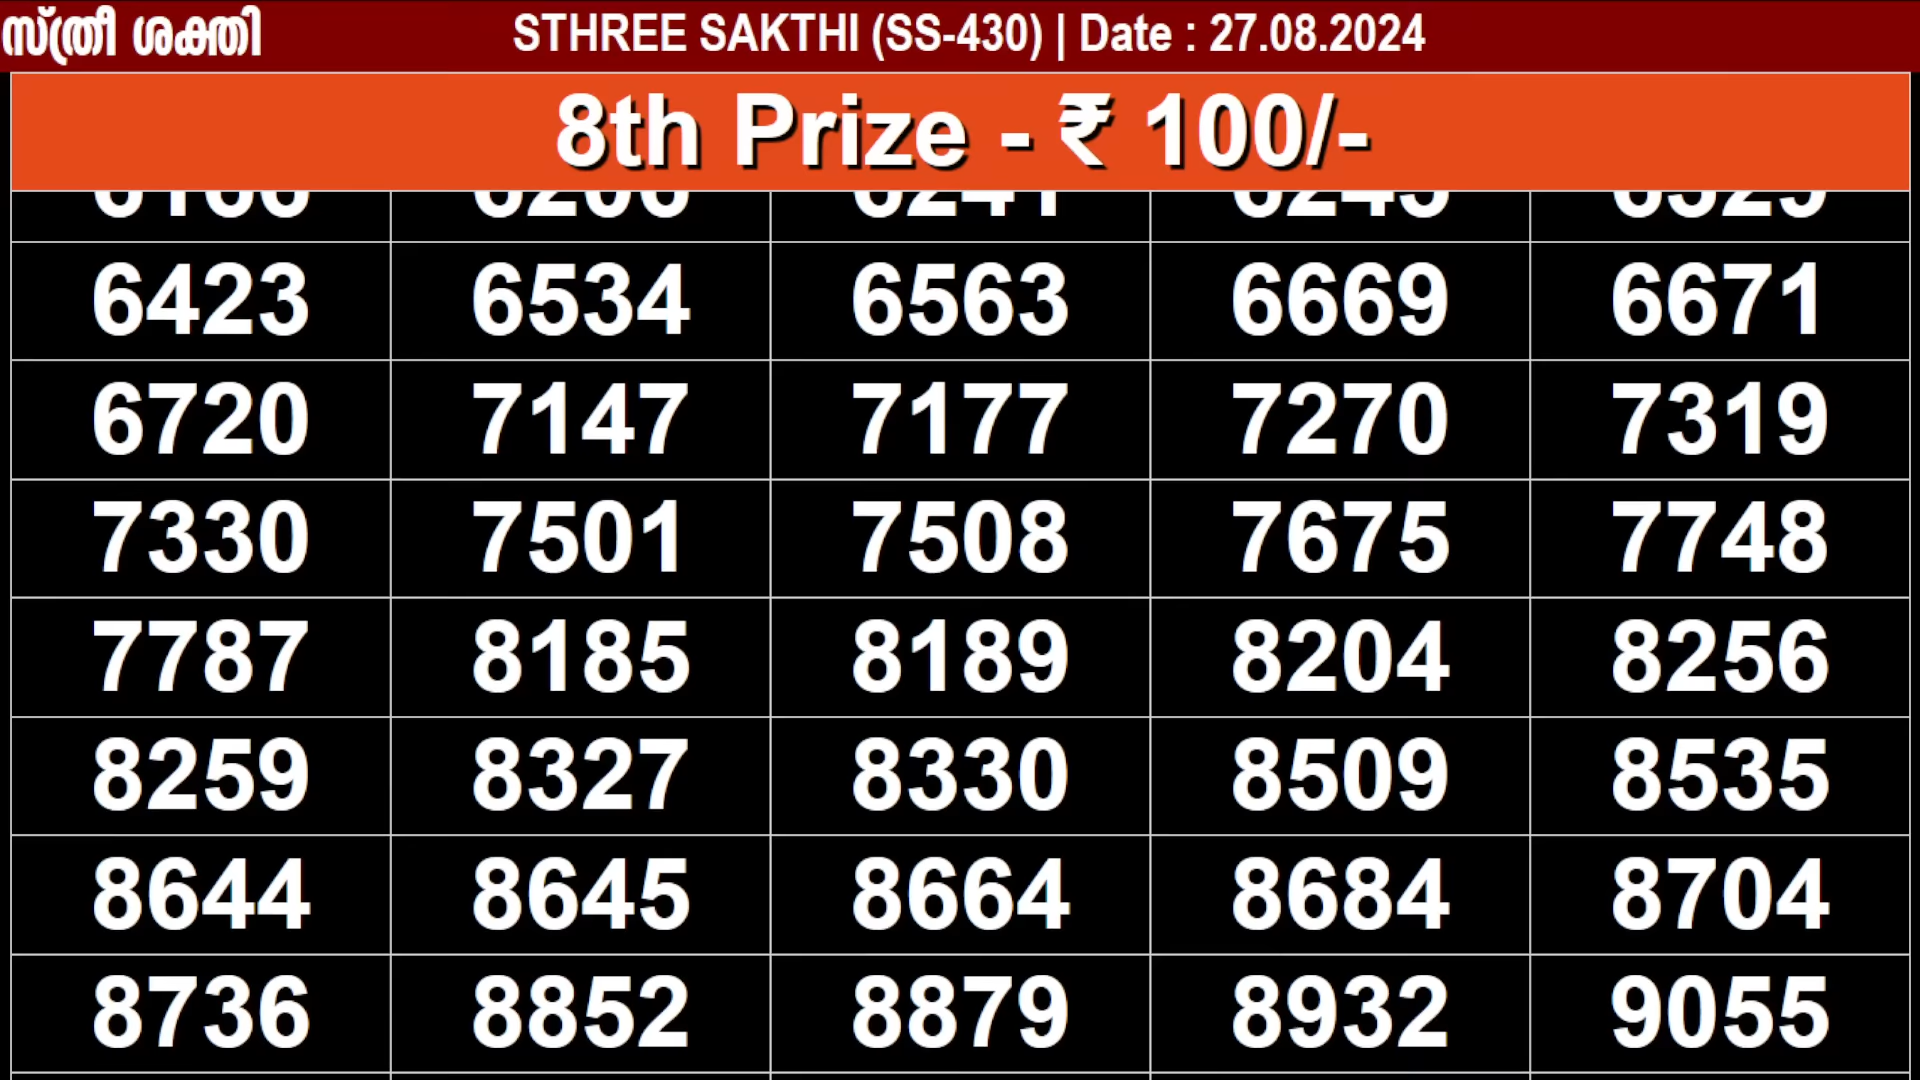 സ്ത്രീ ശക്തി STHREE SAKTHI (SS-430) | Date : 27.08.2024
8th Prize - ₹ 100/-
6423 6534 6563 6669 6671
6720 7147 7177 7270 7319
7330 7501 7508 7675 7748
7787 8185 8189 8204 8256
8259 8327 8330 8509 8535
8644 8645 8664 8684 8704
8736 8852 8879 8932 9055